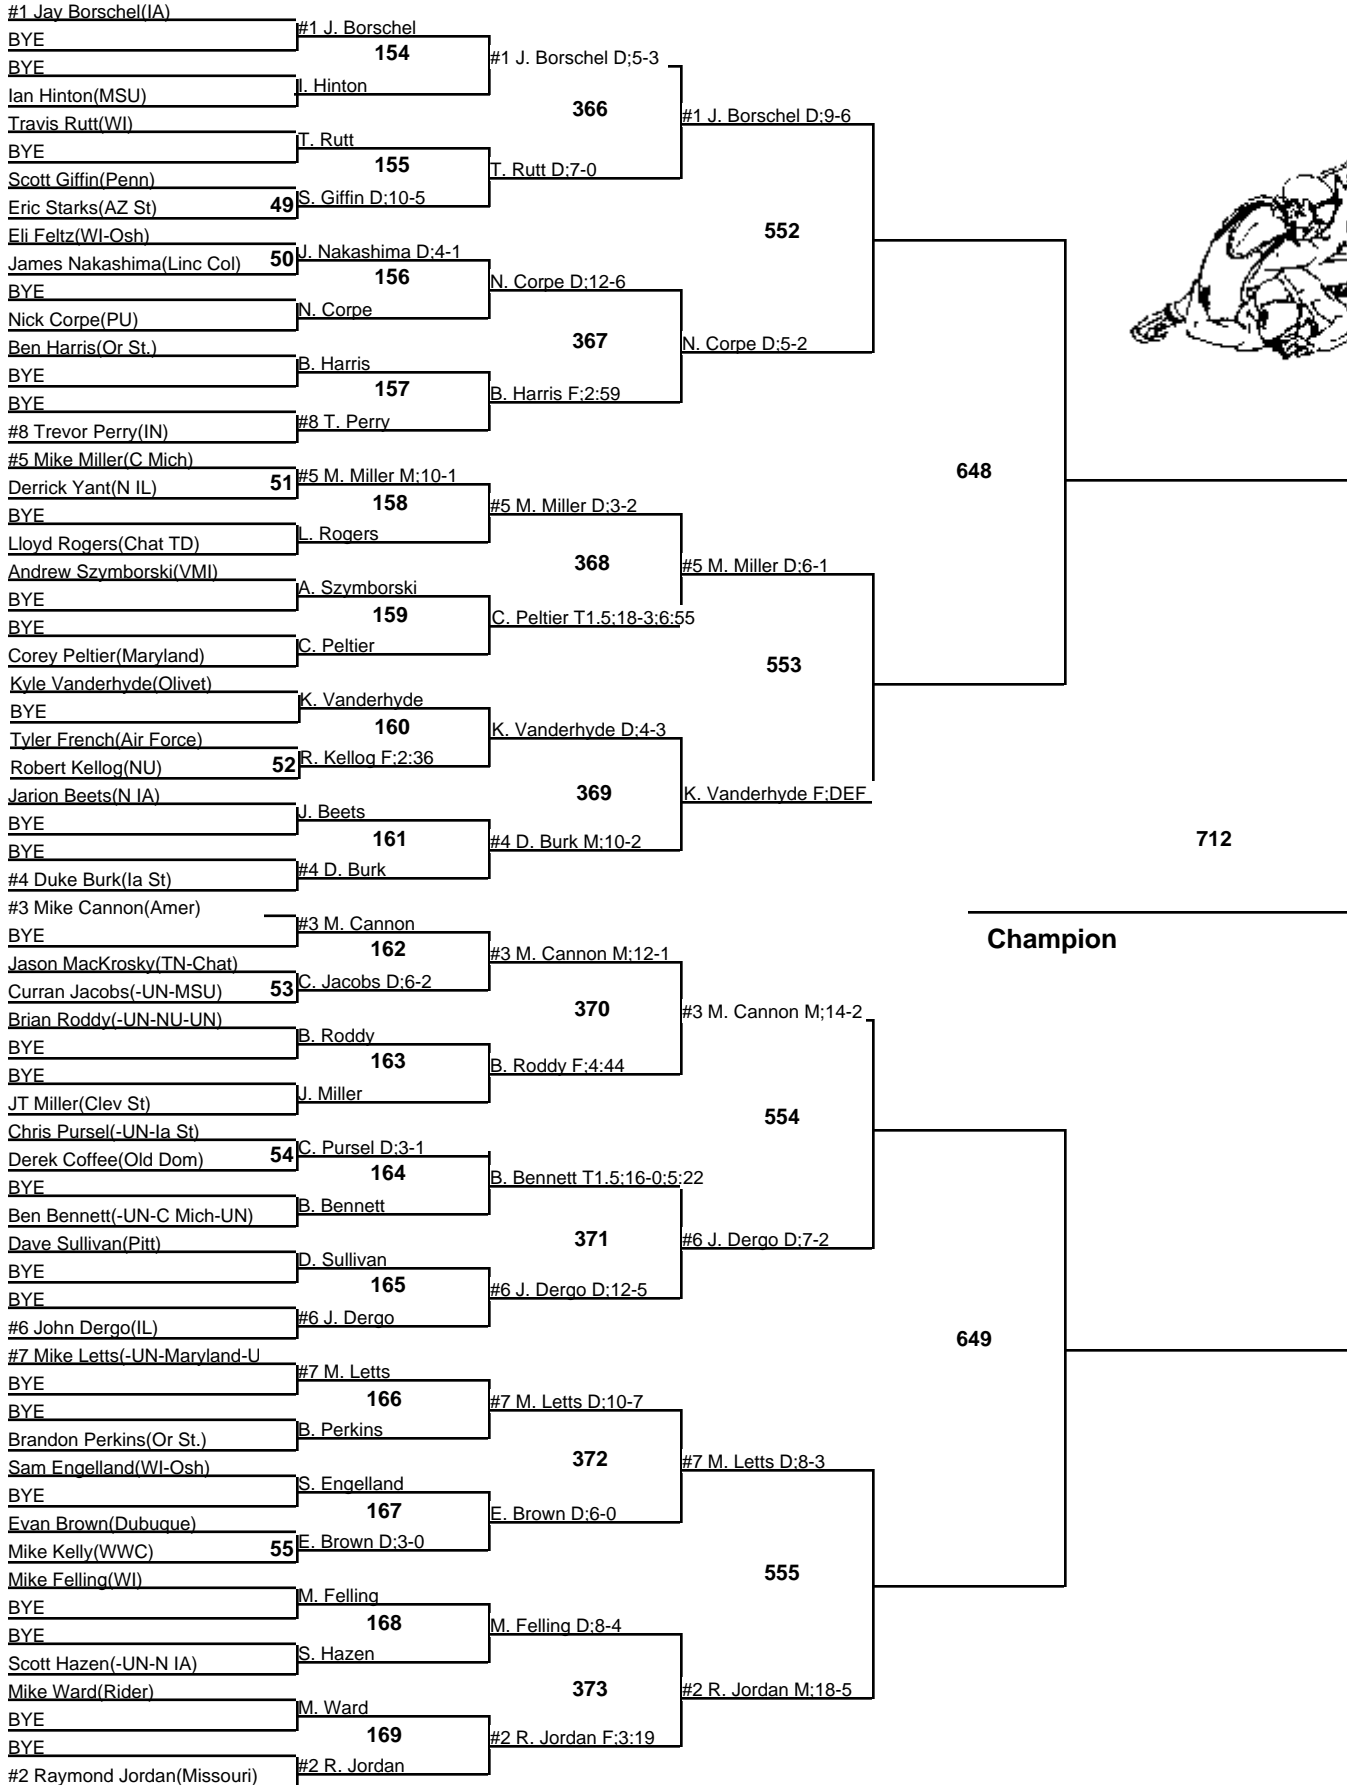 #1 Jay Borschel(IA)
BYE
BYE
Ian Hinton(MSU)
Travis Rutt(WI)
BYE
Scott Giffin(Penn)
Eric Starks(AZ St)
Eli Feltz(WI-Osh)
James Nakashima(Linc Col)
BYE
Nick Corpe(PU)
Ben Harris(Or St.)
BYE
BYE
#8 Trevor Perry(IN)
#5 Mike Miller(C Mich)
Derrick Yant(N IL)
BYE
Lloyd Rogers(Chat TD)
Andrew Szymborski(VMI)
BYE
BYE
Corey Peltier(Maryland)
Kyle Vanderhyde(Olivet)
BYE
Tyler French(Air Force)
Robert Kellog(NU)
Jarion Beets(N IA)
BYE
BYE
#4 Duke Burk(Ia St)
#3 Mike Cannon(Amer)
BYE
Jason MacKrosky(TN-Chat)
Curran Jacobs(-UN-MSU)
Brian Roddy(-UN-NU-UN)
BYE
BYE
JT Miller(Clev St)
Chris Pursel(-UN-Ia St)
Derek Coffee(Old Dom)
BYE
Ben Bennett(-UN-C Mich-UN)
Dave Sullivan(Pitt)
BYE
BYE
#6 John Dergo(IL)
#7 Mike Letts(-UN-Maryland-U
BYE
BYE
Brandon Perkins(Or St.)
Sam Engelland(WI-Osh)
BYE
Evan Brown(Dubuque)
Mike Kelly(WWC)
Mike Felling(WI)
BYE
BYE
Scott Hazen(-UN-N IA)
Mike Ward(Rider)
BYE
BYE
#2 Raymond Jordan(Missouri)
49
50
51
52
53
54
55
#1 J. Borschel
154
I. Hinton
T. Rutt
155
S. Giffin D;10-5
J. Nakashima D;4-1
156
N. Corpe
B. Harris
157
#8 T. Perry
#5 M. Miller M;10-1
158
L. Rogers
A. Szymborski
159
C. Peltier
K. Vanderhyde
160
R. Kellog F;2:36
J. Beets
161
#4 D. Burk
#3 M. Cannon
162
C. Jacobs D;6-2
B. Roddy
163
J. Miller
C. Pursel D;3-1
164
B. Bennett
D. Sullivan
165
#6 J. Dergo
#7 M. Letts
166
B. Perkins
S. Engelland
167
E. Brown D;3-0
M. Felling
168
S. Hazen
M. Ward
169
#2 R. Jordan
#1 J. Borschel D;5-3
366
T. Rutt D;7-0
N. Corpe D;12-6
367
B. Harris F;2:59
#5 M. Miller D;3-2
368
C. Peltier T1.5;18-3;6:55
K. Vanderhyde D;4-3
369
#4 D. Burk M;10-2
#3 M. Cannon M;12-1
370
B. Roddy F;4:44
B. Bennett T1.5;16-0;5:22
371
#6 J. Dergo D;12-5
#7 M. Letts D;10-7
372
E. Brown D;6-0
M. Felling D;8-4
373
#2 R. Jordan F;3:19
#1 J. Borschel D;9-6
552
N. Corpe D;5-2
#5 M. Miller D;6-1
553
K. Vanderhyde F;DEF
#3 M. Cannon M;14-2
554
#6 J. Dergo D;7-2
#7 M. Letts D;8-3
555
#2 R. Jordan M;18-5
648
649
712
Champion